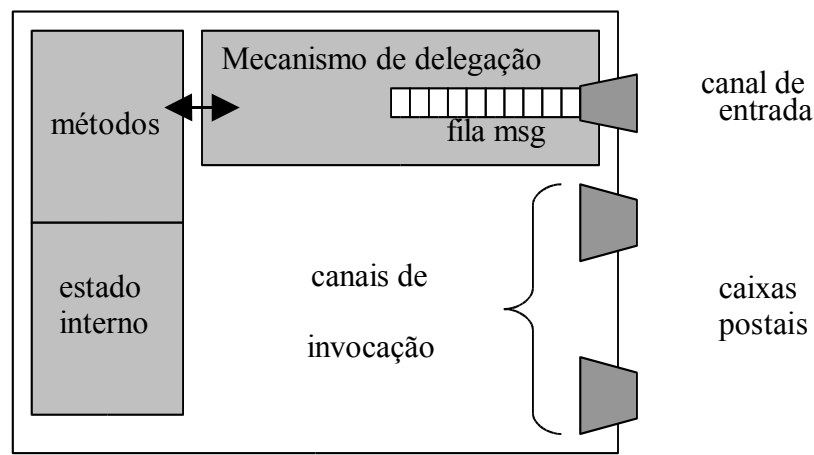 Mecanismo de delegação
canal de
entrada
métodos
fila msg
estado
interno
canais de
invocação
caixas
postais